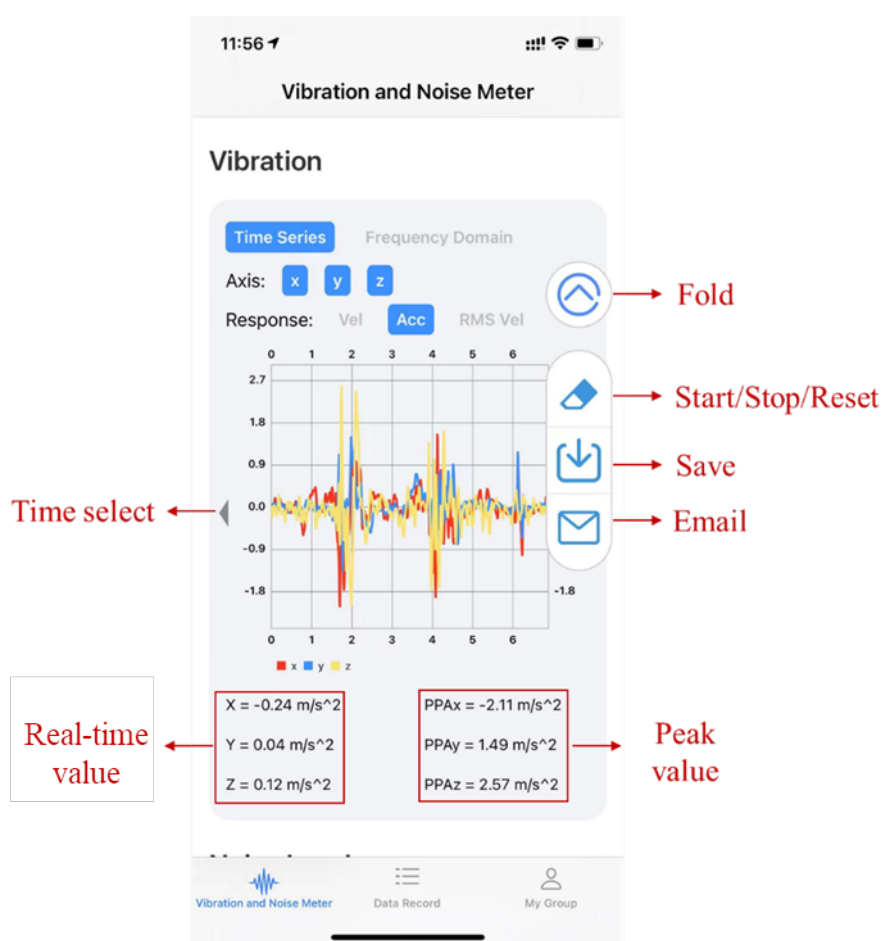 11:56
Vibration and Noise Meter
Vibration
Time Series Frequency Domain
Axis: x y z
Response: Vel Acc RMS Vel
0 1 2 3 4 5 6
2.7
1.8
0.9
0.0
-0.9
-1.8 -1.8
0 1 2 3 4 5 6
x y z
X = -0.24 m/s^2
Y = 0.04 m/s^2
Z = 0.12 m/s^2
PPAx = -2.11 m/s^2
PPAy = 1.49 m/s^2
PPAz = 2.57 m/s^2
Fold
Start/Stop/Reset
Save
Email
Time select
Real-time
value
Peak
value
Vibration and Noise Meter Data Record My Group